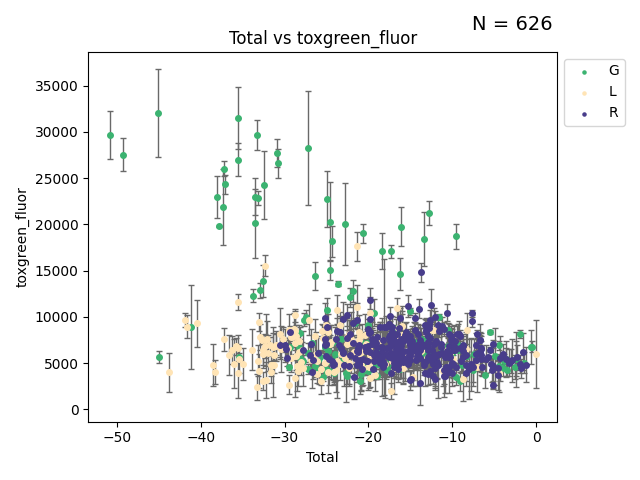 N = 626
Total vs toxgreen_fluor
G
L
R
35000
30000
25000
20000
15000
10000
5000
0
toxgreen_fluor
−50
−40
−30
−20
−10
0
Total